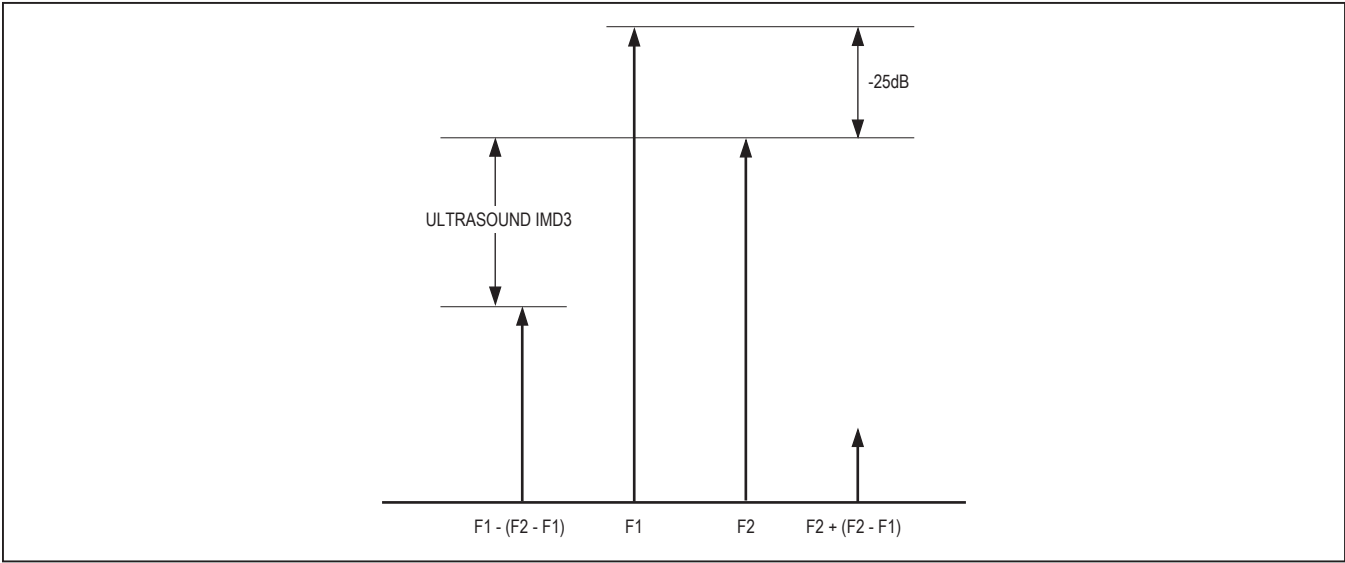 -25dB
ULTRASOUND IMD3
F1 - (F2 - F1)
F1
F2
F2 + (F2 - F1)